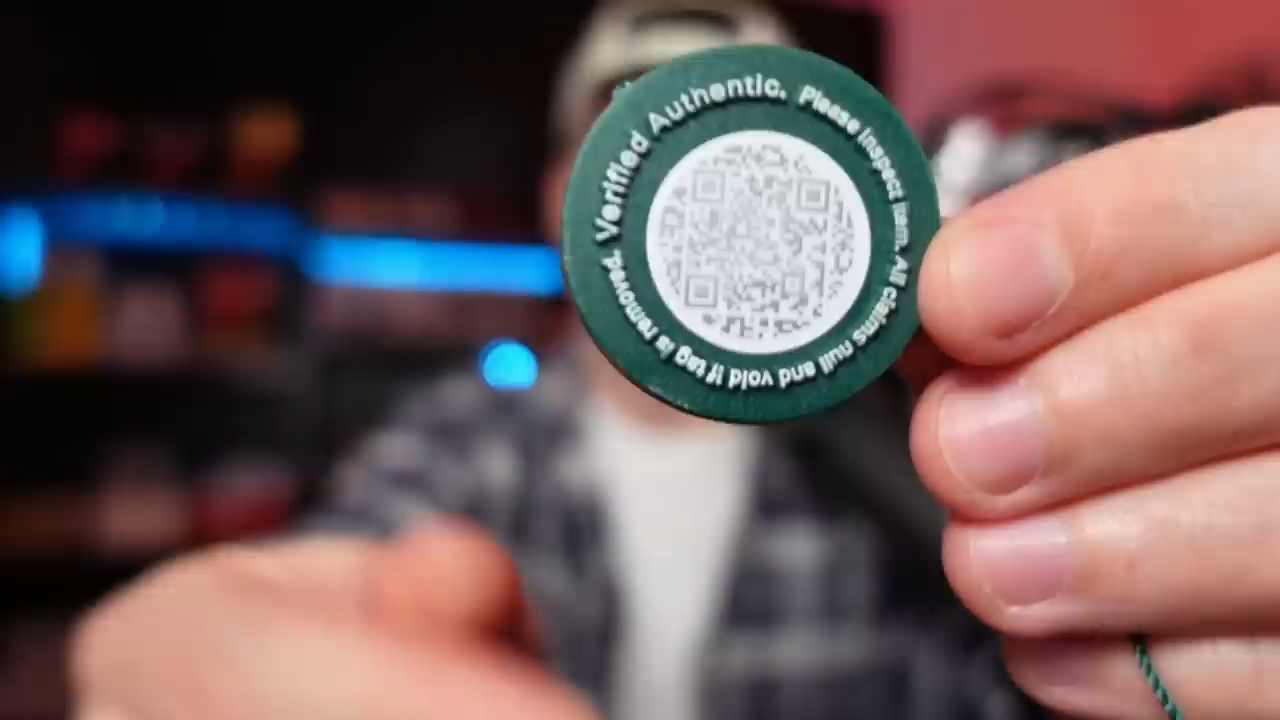 Verified Authentic. Please inspect item. All claims null and void if tag is removed.